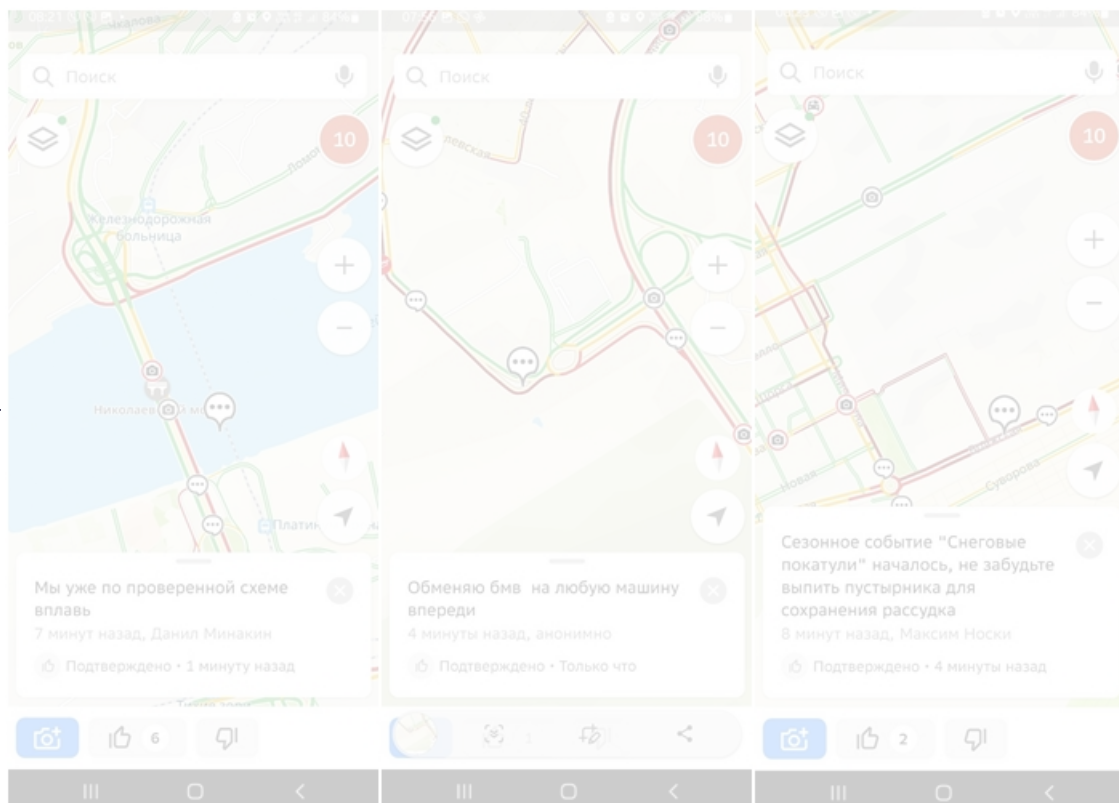 Поиск
10
Железнодорожная
больница
Мы уже по проверенной схеме
вплавь
7 минут назад, Данил Минакин
Подтверждено • 1 минуту назад
6
Поиск
10
Обменяю бмв на любую машину
впереди
4 минуты назад, анонимно
Подтверждено • Только что
Поиск
10
Новая
Суворова
Сезонное событие "Снеговые
покатули" началось, не забудьте
выпить пустырника для
сохранения рассудка
8 минут назад, Максим Носки
Подтверждено • 4 минуты назад
2